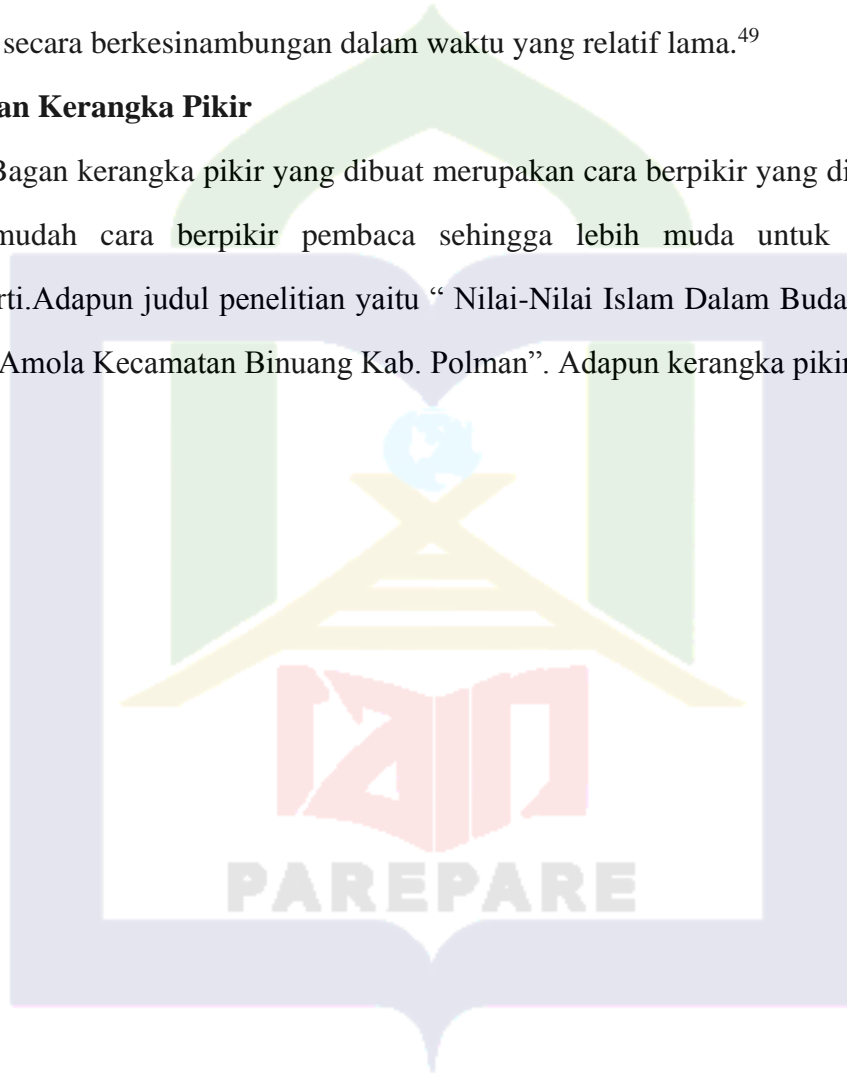 secara berkesinambungan dalam waktu yang relatif lama.⁴⁹
an Kerangka Pikir
Bagan kerangka pikir yang dibuat merupakan cara berpikir yang di
mudah cara berpikir pembaca sehingga lebih muda untuk
rti.Adapun judul penelitian yaitu “ Nilai-Nilai Islam Dalam Buda
Amola Kecamatan Binuang Kab. Polman”. Adapun kerangka pikir
PAREPARE